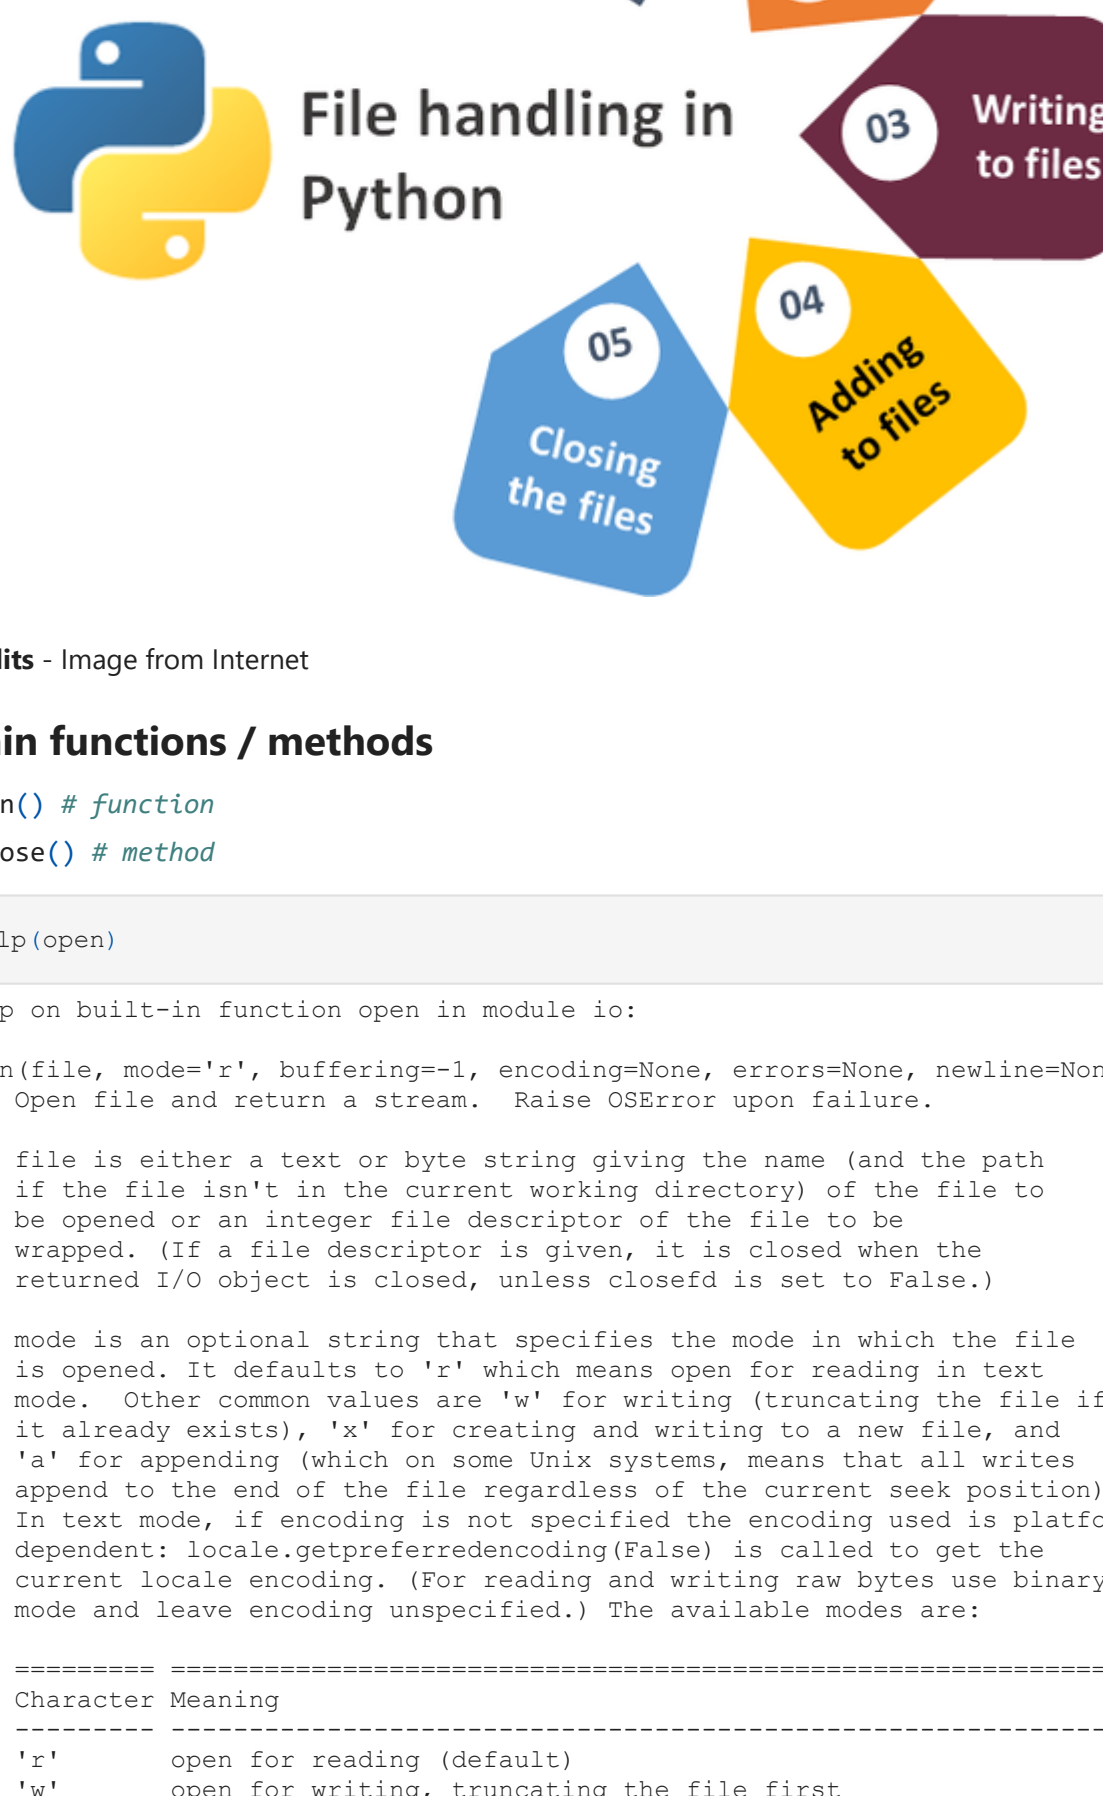 File handling in
Python
03
Writing
to files
04
Adding
to files
05
Closing
the files
dits - Image from Internet
in functions / methods
n() # function
ose() # method
lp(open)
p on built-in function open in module io:
n(file, mode='r', buffering=-1, encoding=None, errors=None, newline=Non
Open file and return a stream.  Raise OSError upon failure.
file is either a text or byte string giving the name (and the path
if the file isn't in the current working directory) of the file to
be opened or an integer file descriptor of the file to be
wrapped. (If a file descriptor is given, it is closed when the
returned I/O object is closed, unless closefd is set to False.)
mode is an optional string that specifies the mode in which the file
is opened. It defaults to 'r' which means open for reading in text
mode.  Other common values are 'w' for writing (truncating the file if
it already exists), 'x' for creating and writing to a new file, and
'a' for appending (which on some Unix systems, means that all writes
append to the end of the file regardless of the current seek position)
In text mode, if encoding is not specified the encoding used is platfo
dependent: locale.getpreferredencoding(False) is called to get the
current locale encoding. (For reading and writing raw bytes use binary
mode and leave encoding unspecified.) The available modes are:
========= ============================================================
Character Meaning
--------- ------------------------------------------------------------
'r'       open for reading (default)
'w'       open for writing, truncating the file first